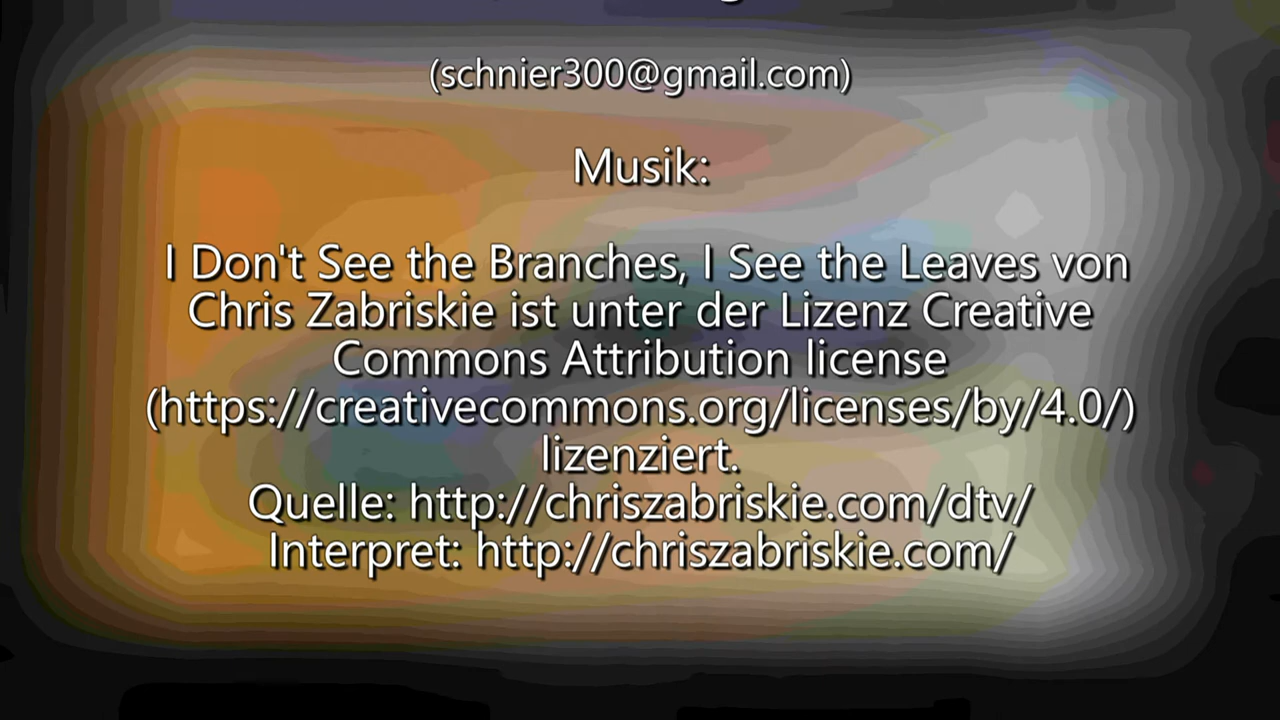 (schnier300@gmail.com)
Musik:
I Don't See the Branches, I See the Leaves von
Chris Zabriskie ist unter der Lizenz Creative
Commons Attribution license
(https://creativecommons.org/licenses/by/4.0/)
lizenziert.
Quelle: http://chriszabriskie.com/dtv/
Interpret: http://chriszabriskie.com/